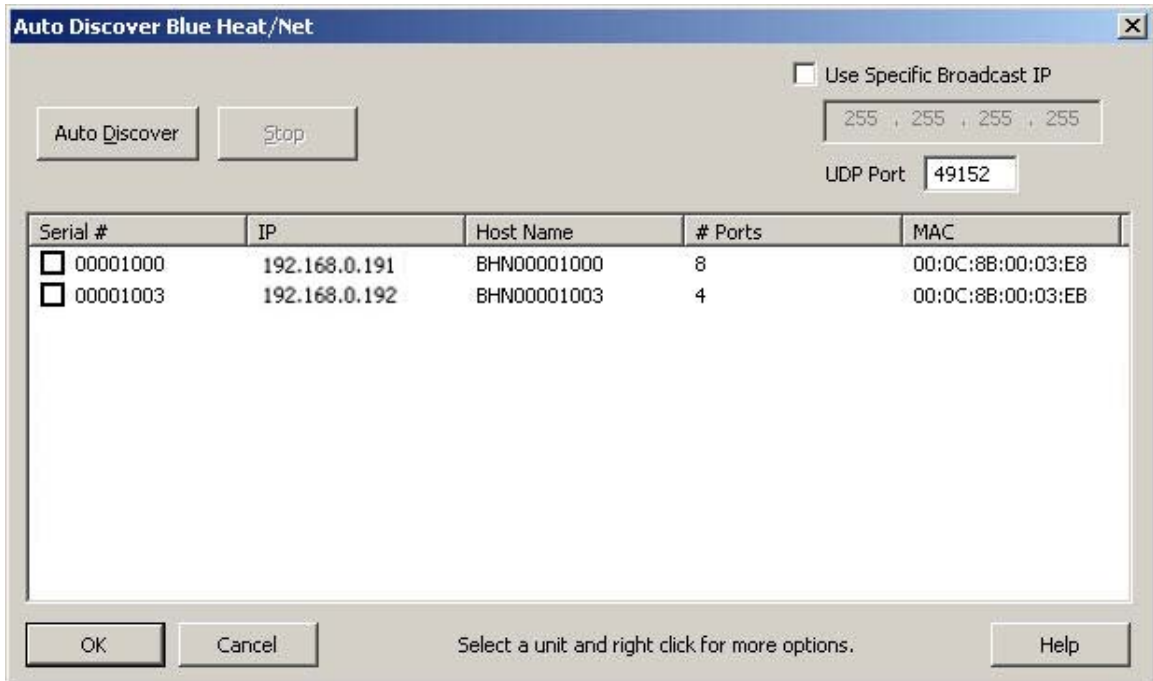 Auto Discover Blue Heat/Net
Use Specific Broadcast IP
Auto Discover Stop 255 . 255 . 255 . 255
UDP Port 49152
Serial # IP Host Name # Ports MAC
00001000 192.168.0.191 BHN00001000 8 00:0C:8B:00:03:E8
00001003 192.168.0.192 BHN00001003 4 00:0C:8B:00:03:EB
OK Cancel Select a unit and right click for more options. Help